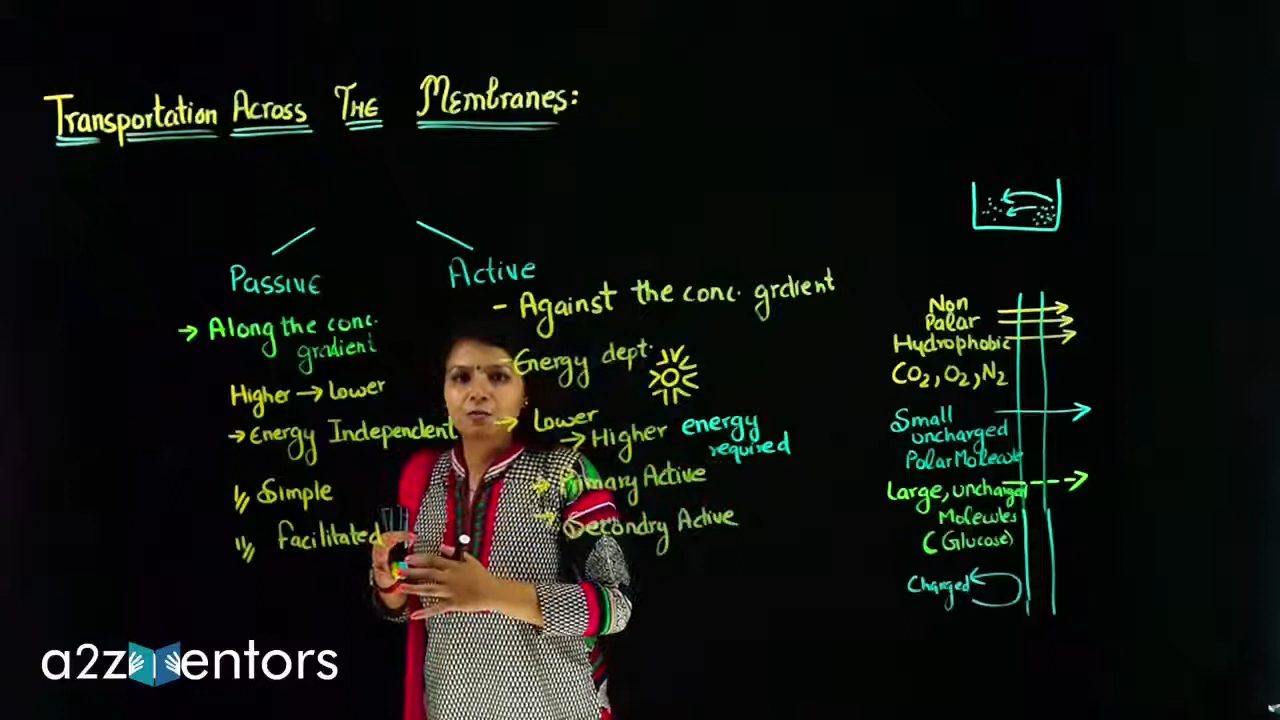 Transportation Across The Membranes:
Passive
→ Along the conc.
gradient
Higher → Lower
→ Energy Independent
Simple
facilitated
Active
- Against the conc. grdient
Energy dept.
→ Lower
→ Higher energy
required
→ Primary Active
→ Secondry Active
Non
Polar
Hydrophobic
CO2, O2, N2
Small
uncharged
Polar Molecule
Large, uncharged
Molecules
(Glucose)
Charged
a2zmentors